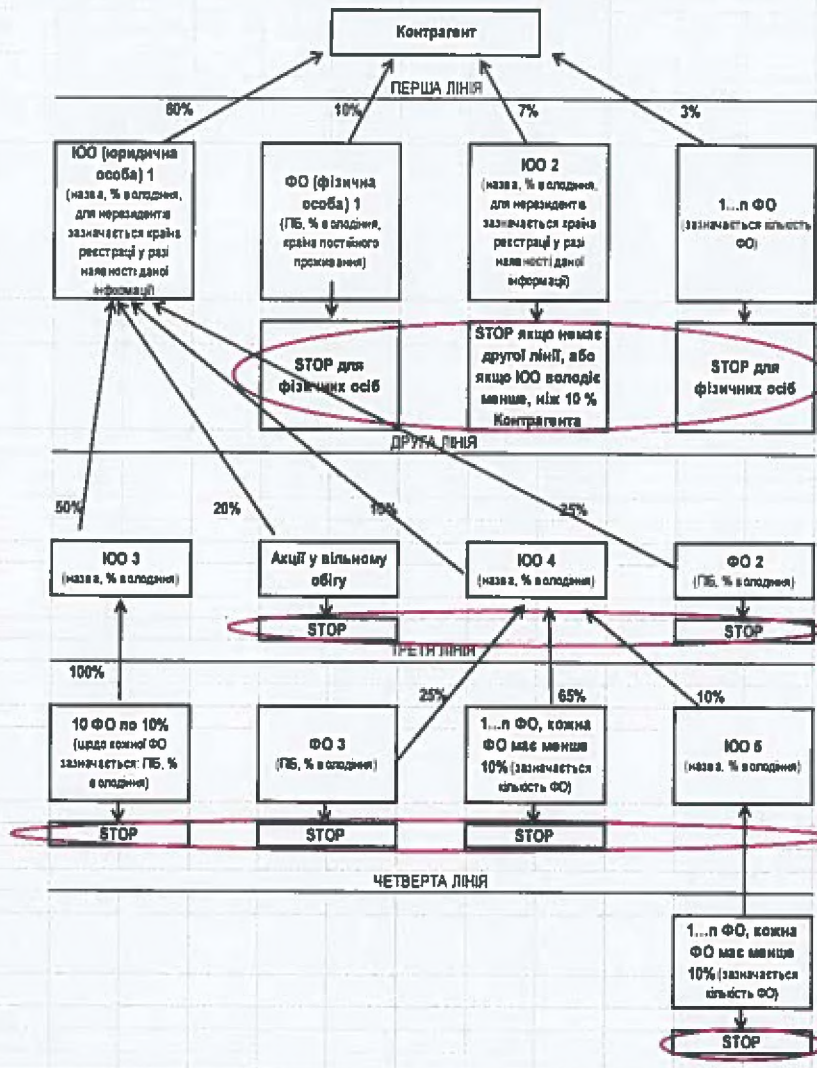 Контрагент
ПЕРША ЛІНІЯ
80%
10%
7%
3%
ЮО (юридична
особа) 1
(назва, % володіння,
для нерезидентів
зазначається країна
реєстрації у разі
наявності даної
інформації)
ФО (фізична
особа) 1
(ПІБ, % володіння,
країна постійного
проживання)
ЮО 2
(назва, % володіння,
для нерезидентів
зазначається країна
реєстрації у разі
наявності даної
інформації)
1...n ФО
(зазначається кількість
ФО)
STOP для
фізичних осіб
STOP якщо немає
другої лінії, або
якщо ЮО володіє
менше, ніж 10 %
Контрагента
STOP для
фізичних осіб
ДРУГА ЛІНІЯ
50%
20%
10%
25%
ЮО 3
(назва, % володіння)
Акції у вільному
обігу
ЮО 4
(назва, % володіння)
ФО 2
(ПІБ, % володіння)
STOP
STOP
ТРЕТЯ ЛІНІЯ
100%
25%
65%
10%
10 ФО по 10%
(щодо кожної ФО
зазначається: ПІБ, %
володіння)
ФО 3
(ПІБ, % володіння)
1...n ФО, кожна
ФО має менше
10% (зазначається
кількість ФО)
ЮО 5
(назва, % володіння)
STOP
STOP
STOP
ЧЕТВЕРТА ЛІНІЯ
1...n ФО, кожна
ФО має менше
10% (зазначається
кількість ФО)
STOP